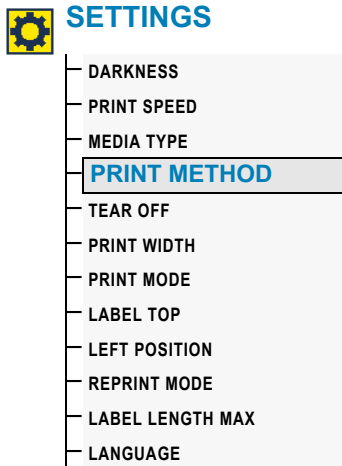 SETTINGS
DARKNESS
PRINT SPEED
MEDIA TYPE
PRINT METHOD
TEAR OFF
PRINT WIDTH
PRINT MODE
LABEL TOP
LEFT POSITION
REPRINT MODE
LABEL LENGTH MAX
LANGUAGE